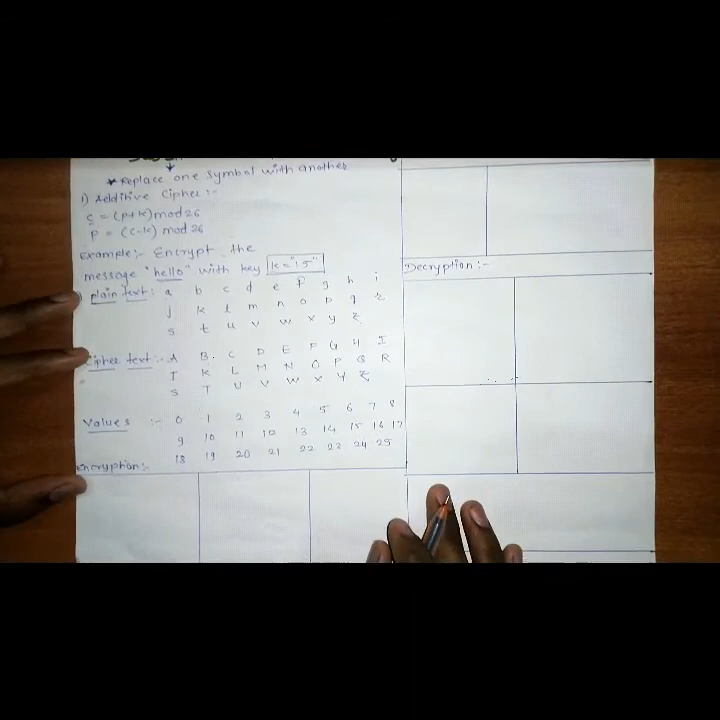 * Replace one symbol with another
1) Additive Cipher:-
C = (P+K) mod 26
P = (C-K) mod 26
Example:- Encrypt the
message "hello" with key K="15"
plain text: a b c d e f g h i
j k l m n o p q r
s t u v w x y z
Cipher text:- A B C D E F G H I
J K L M N O P Q R
S T U V W X Y Z
Values :- 0 1 2 3 4 5 6 7 8
9 10 11 12 13 14 15 16 17
18 19 20 21 22 23 24 25
Encryption:-
Decryption:-